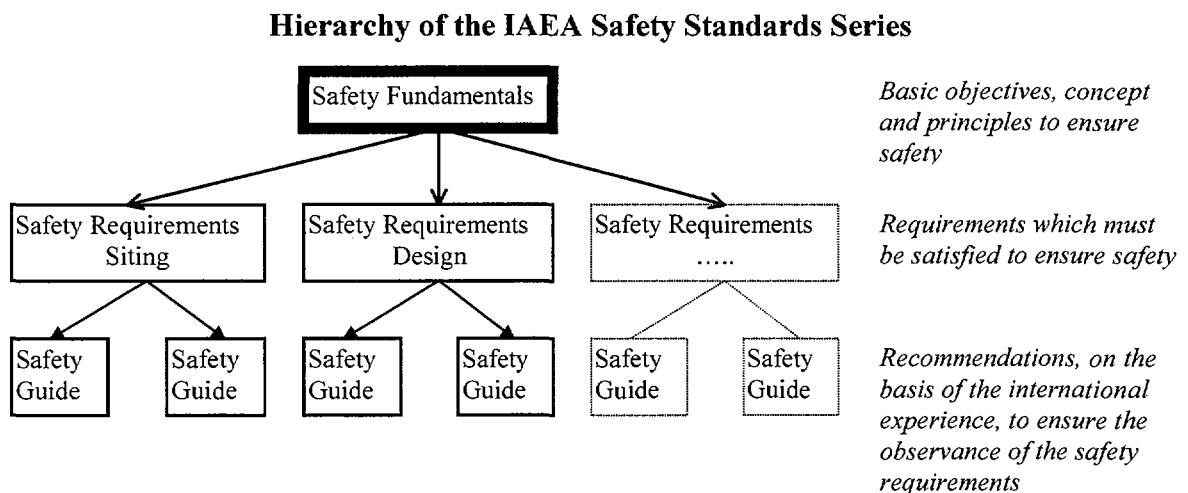 Hierarchy of the IAEA Safety Standards Series
Safety Fundamentals
Basic objectives, concept
and principles to ensure
safety
Safety Requirements
Siting
Safety Requirements
Design
Safety Requirements
.....
Requirements which must
be satisfied to ensure safety
Safety
Guide
Safety
Guide
Safety
Guide
Safety
Guide
Safety
Guide
Safety
Guide
Recommendations, on the
basis of the international
experience, to ensure the
observance of the safety
requirements